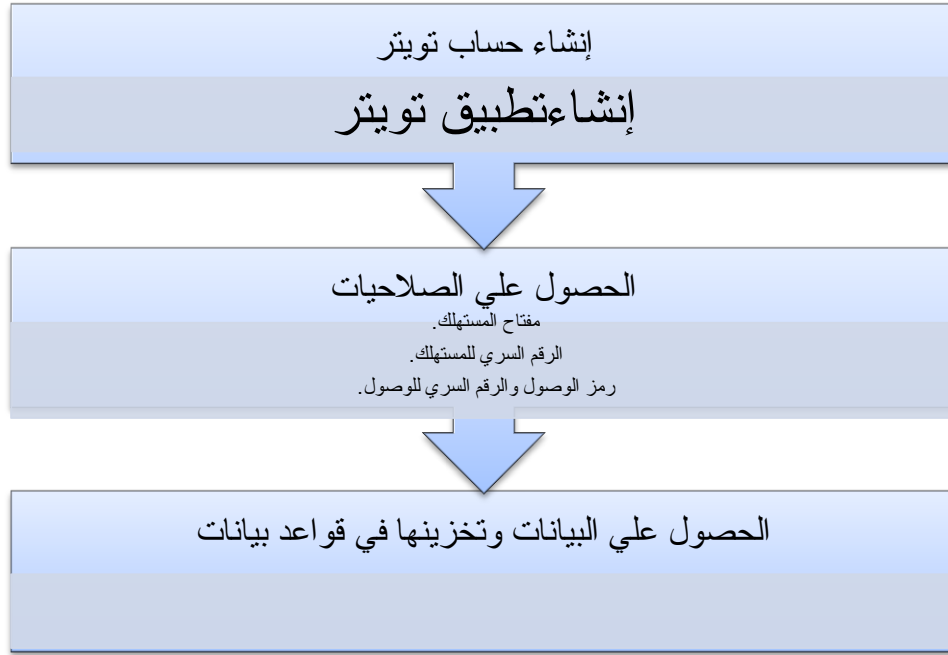 إنشاء حساب تويتر
إنشاءتطبيق تويتر
الحصول علي الصلاحيات
مفتاح المستهلك.
الرقم السري للمستهلك.
رمز الوصول والرقم السري للوصول.
الحصول علي البيانات وتخزينها في قواعد بيانات